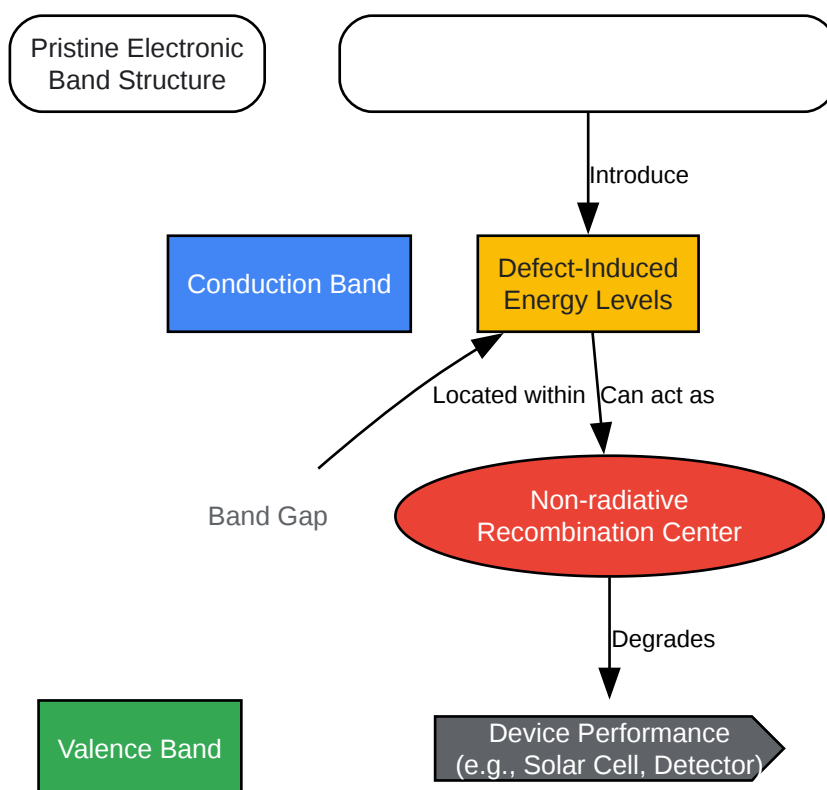 Pristine Electronic
Band Structure
Introduce
Conduction Band
Defect-Induced
Energy Levels
Located within
Can act as
Band Gap
Non-radiative
Recombination Center
Degrades
Valence Band
Device Performance
(e.g., Solar Cell, Detector)